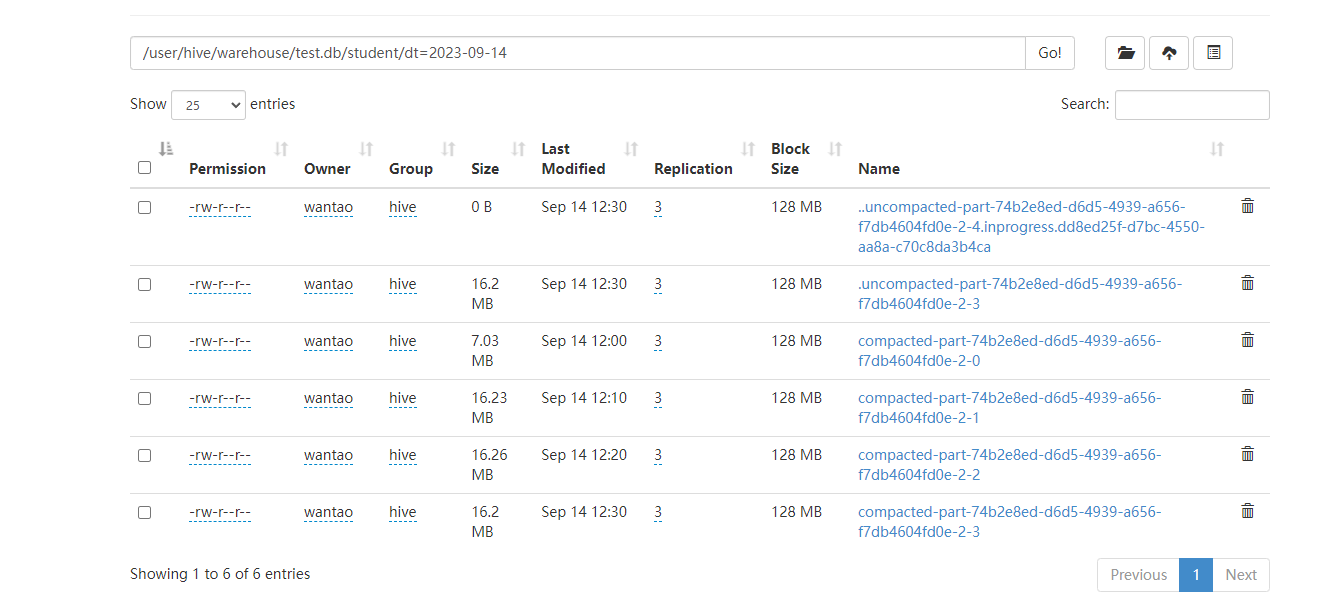 /user/hive/warehouse/test.db/student/dt=2023-09-14 Go!
Show 25 entries Search:
Permission Owner Group Size Last Modified Replication Block Size Name
-rw-r--r-- wantao hive 0 B Sep 14 12:30 3 128 MB ..uncompacted-part-74b2e8ed-d6d5-4939-a656-
f7db4604fd0e-2-4.inprogress.dd8ed25f-d7bc-4550-
aa8a-c70c8da3b4ca
-rw-r--r-- wantao hive 16.2 MB Sep 14 12:30 3 128 MB .uncompacted-part-74b2e8ed-d6d5-4939-a656-
f7db4604fd0e-2-3
-rw-r--r-- wantao hive 7.03 MB Sep 14 12:00 3 128 MB compacted-part-74b2e8ed-d6d5-4939-a656-
f7db4604fd0e-2-0
-rw-r--r-- wantao hive 16.23 MB Sep 14 12:10 3 128 MB compacted-part-74b2e8ed-d6d5-4939-a656-
f7db4604fd0e-2-1
-rw-r--r-- wantao hive 16.26 MB Sep 14 12:20 3 128 MB compacted-part-74b2e8ed-d6d5-4939-a656-
f7db4604fd0e-2-2
-rw-r--r-- wantao hive 16.2 MB Sep 14 12:30 3 128 MB compacted-part-74b2e8ed-d6d5-4939-a656-
f7db4604fd0e-2-3
Showing 1 to 6 of 6 entries Previous 1 Next